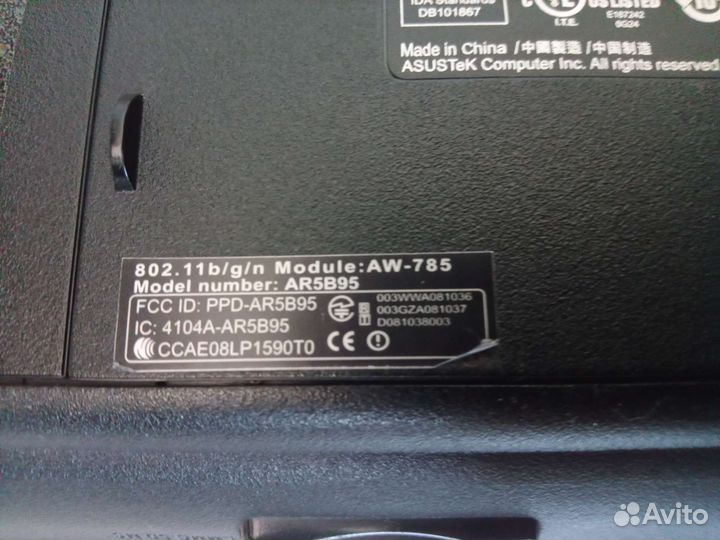 IDA Standards
DB101867
US LISTED
I.T.E.
E187242
9G24
Made in China /中國製造/中国制造
ASUSTeK Computer Inc. All rights reserved
802.11b/g/n Module:AW-785
Model number: AR5B95
FCC ID: PPD-AR5B95
IC: 4104A-AR5B95
CCAE08LP1590T0
003WWA081036
003GZA081037
D081038003
CE
Avito